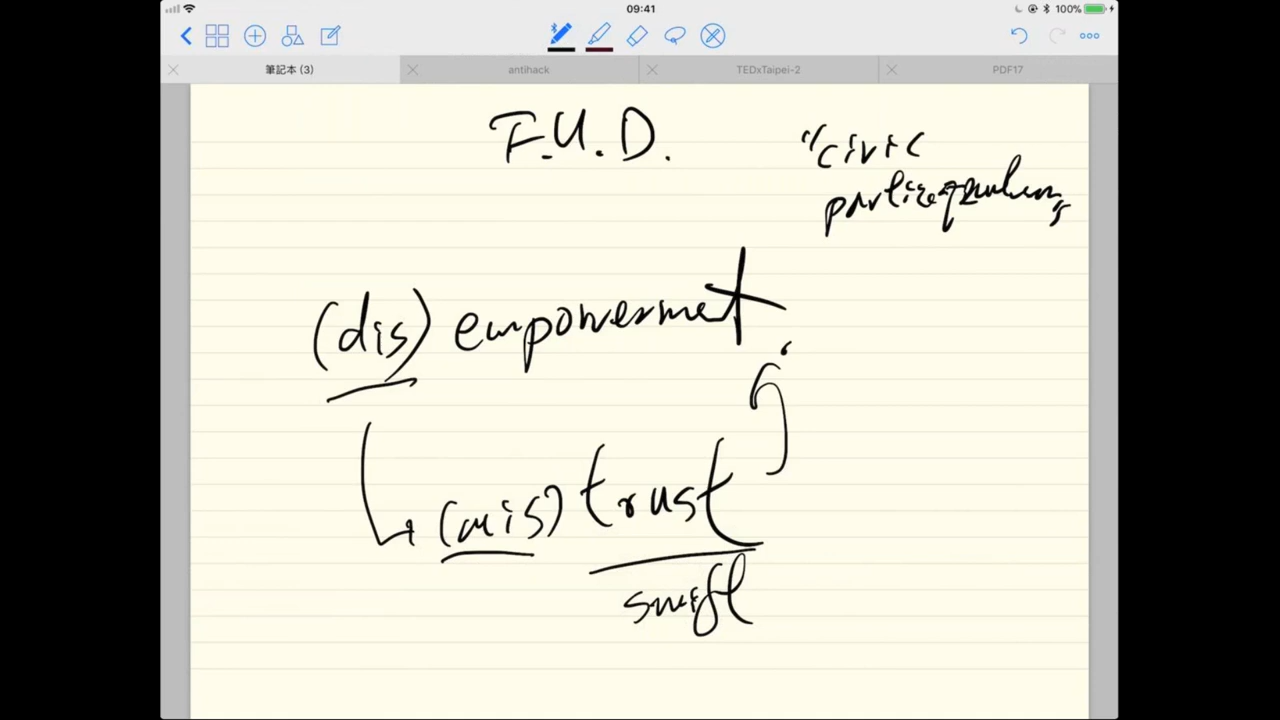 09:41
100%
筆記本 (3)
antihack
TEDxTaipei-2
PDF17
F.U.D.
"civic
participation"
(dis) empowerment
(mis) trust
swift